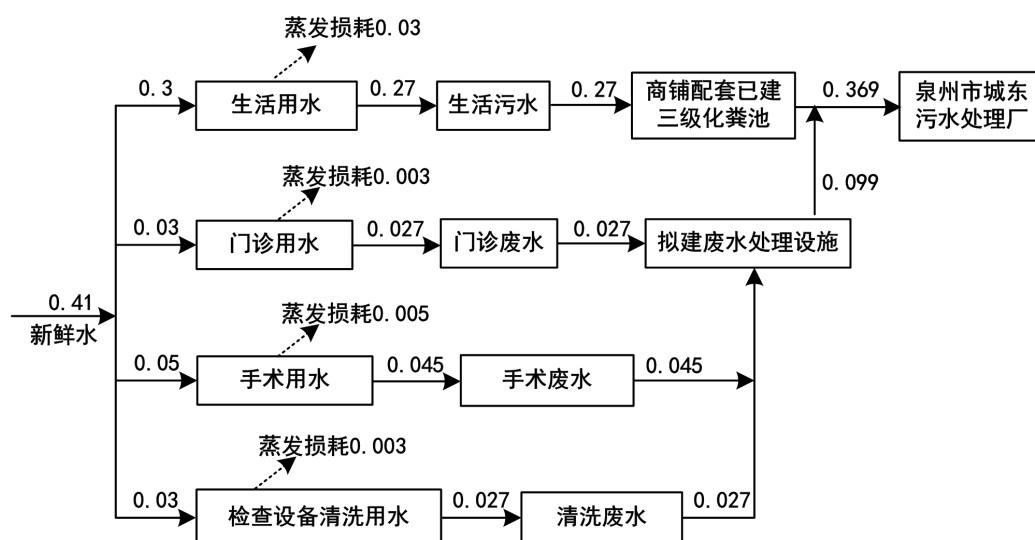 蒸发损耗0.03
0.3
生活用水
0.27
生活污水
0.27
商铺配套已建
三级化粪池
0.369
泉州市城东
污水处理厂
蒸发损耗0.003
0.099
0.03
门诊用水
0.027
门诊废水
0.027
拟建废水处理设施
0.41
新鲜水
蒸发损耗0.005
0.05
手术用水
0.045
手术废水
0.045
蒸发损耗0.003
0.03
检查设备清洗用水
0.027
清洗废水
0.027